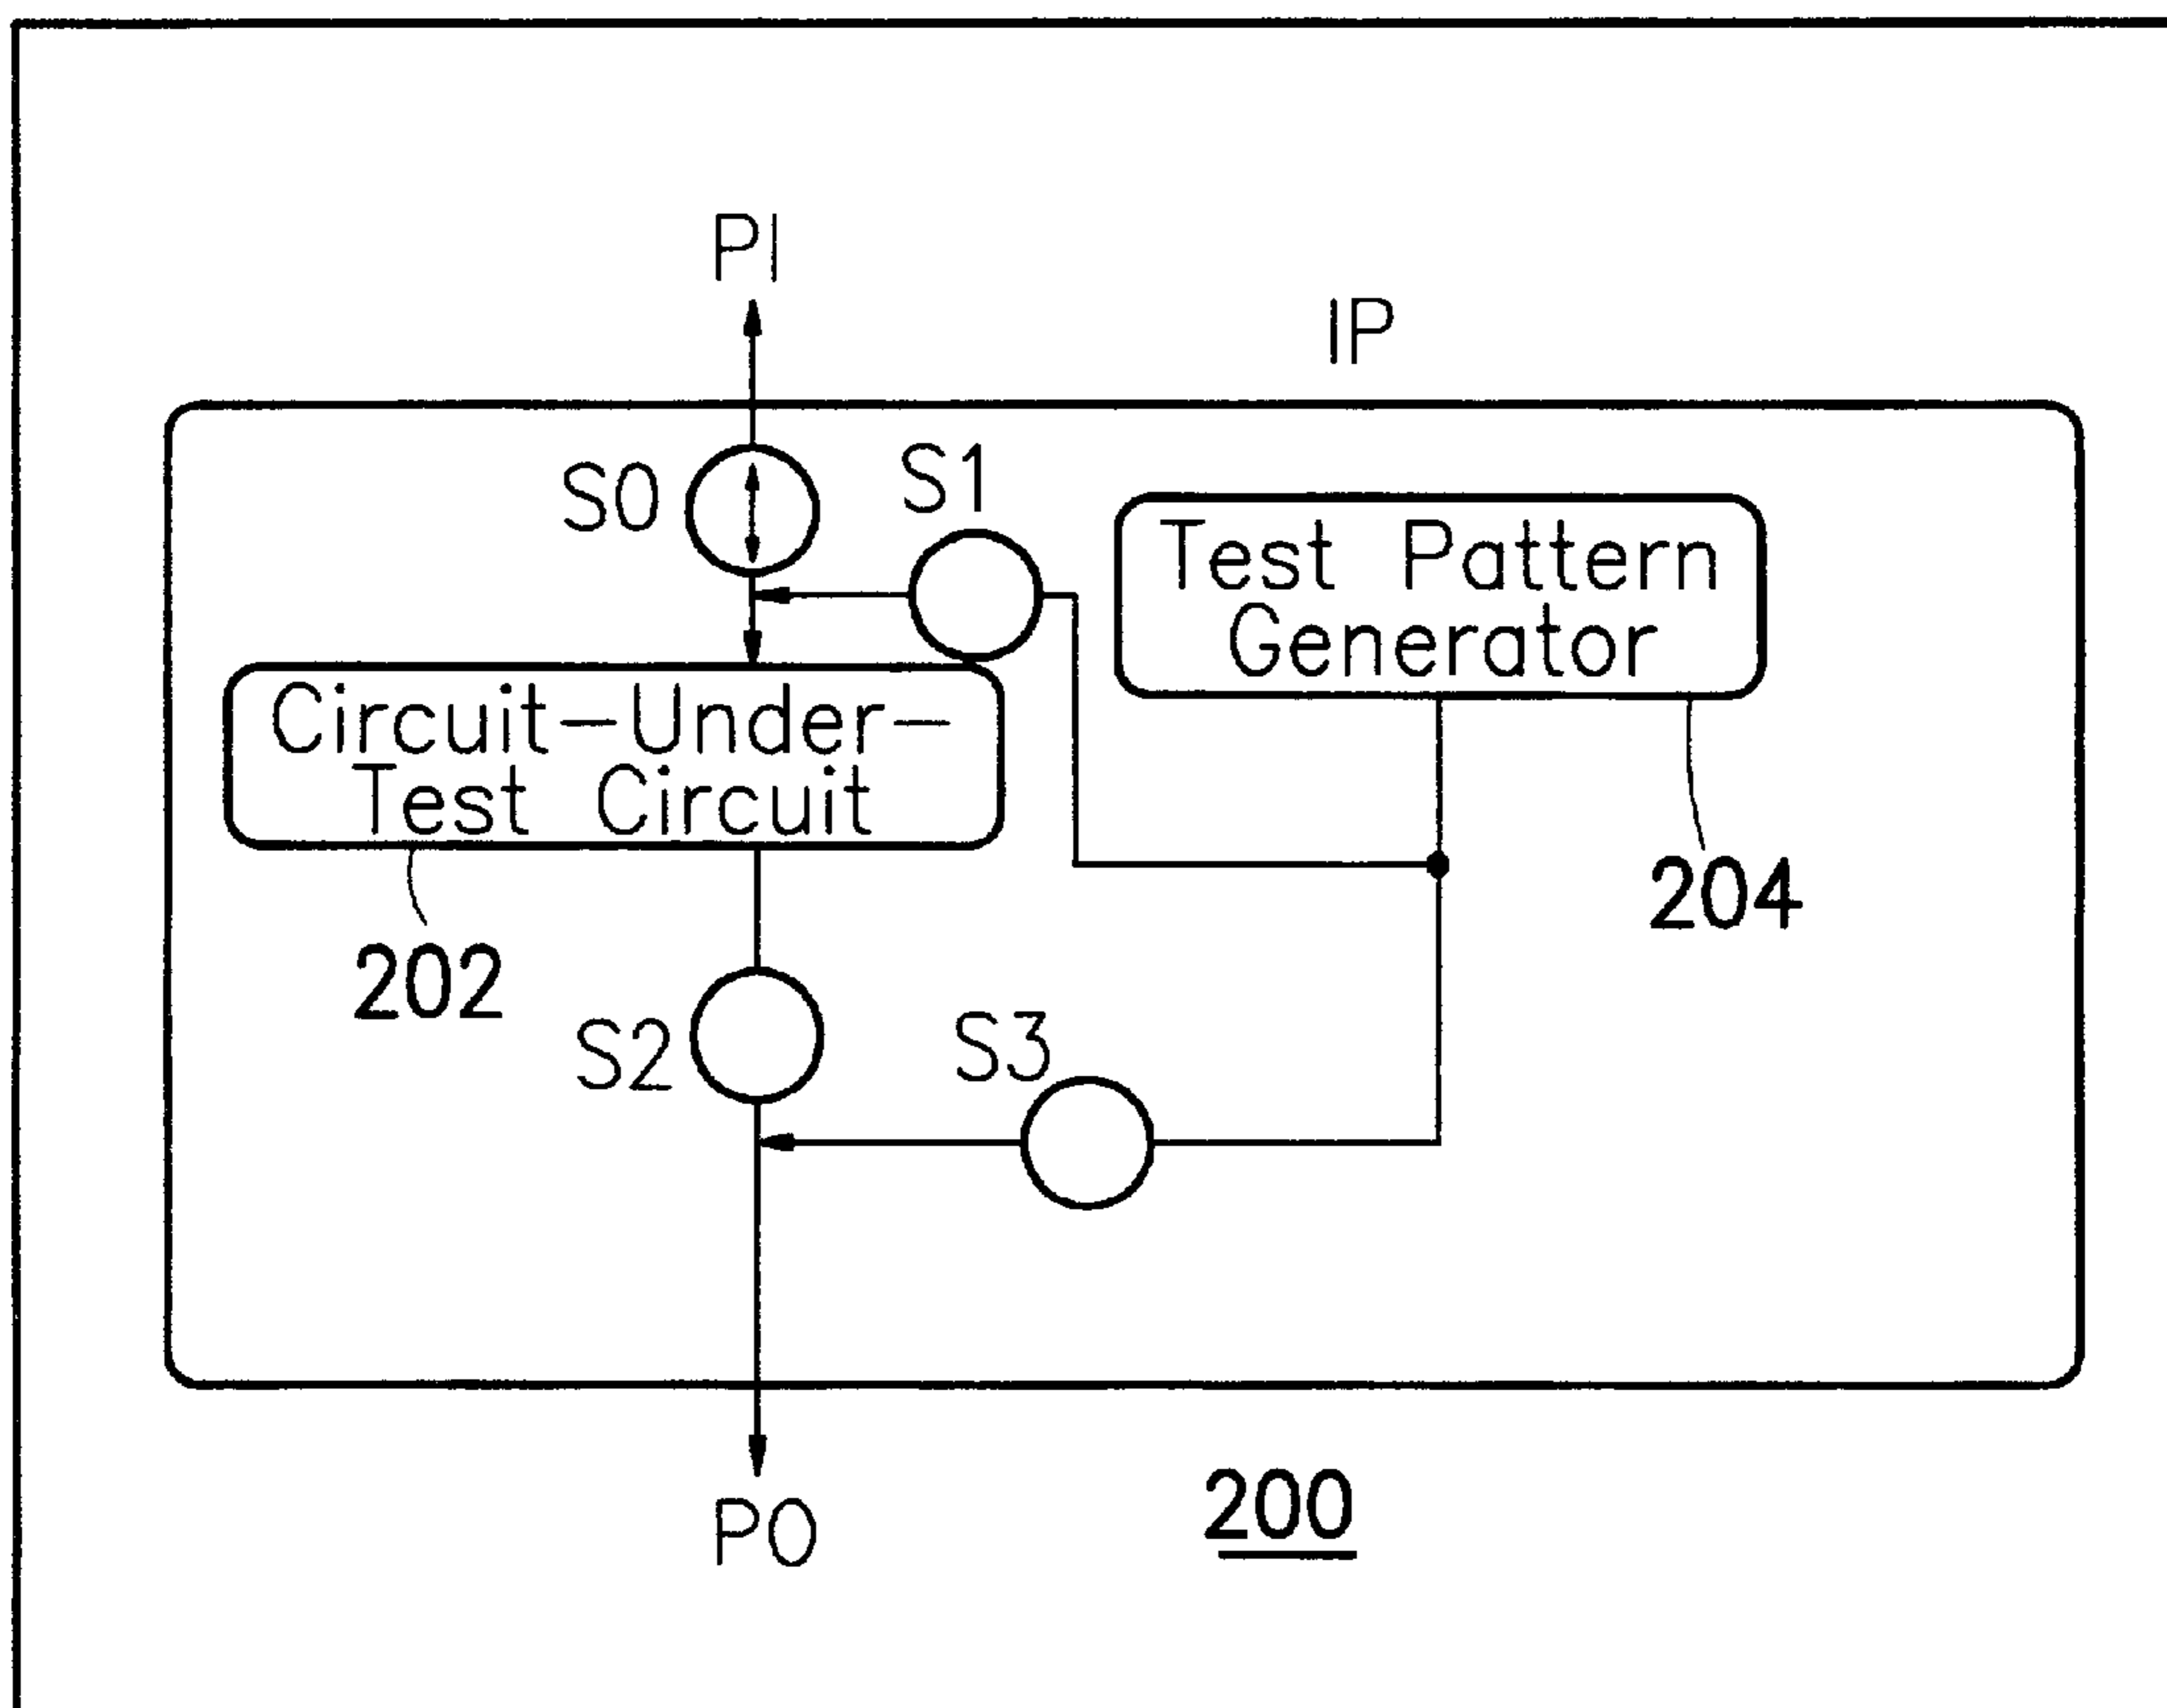 PI
IP
S0
S1
Test Pattern
Generator
Circuit-Under-
Test Circuit
204
202
S2
S3
PO
200